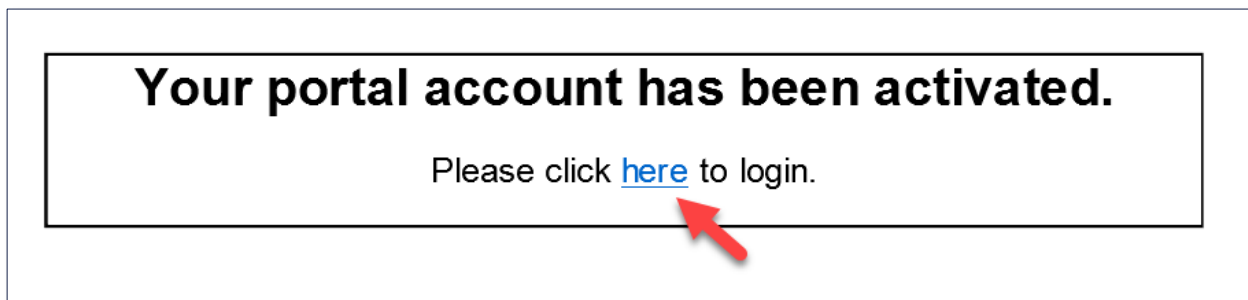 Your portal account has been activated.
Please click here to login.